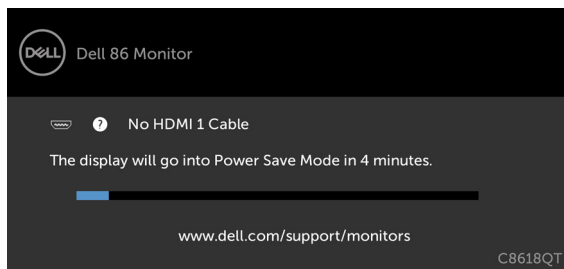 DELL Dell 86 Monitor
? No HDMI 1 Cable
The display will go into Power Save Mode in 4 minutes.
www.dell.com/support/monitors
C8618QT